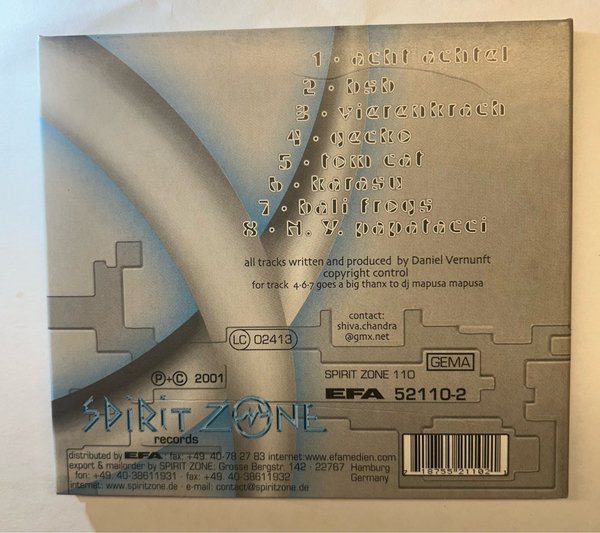 1 • acht achtel
2 • bsb
3 • vierenkrach
4 • gecko
5 • tom cat
6 • karasu
7 • bali frogs
8 • N. Y. papatacci
all tracks written and produced by Daniel Vernunft
copyright control
for track 4-6-7 goes a big thanx to dj mapusa mapusa
contact:
shiva.chandra
@gmx.net
LC 02413
GEMA
P+C 2001
SPIRIT ZONE 110
EFA 52110-2
SPIRIT ZONE
records
distributed by EFA · fax: +49. 40-78 27 83 internet:www.efamedien.com
export & mailorder by SPIRIT ZONE: Grosse Bergstr. 142 · 22767 Hamburg
fon: +49. 40-38611931 · fax: +49. 40-38611932 Germany
internet: www.spiritzone.de · e-mail: contact@spiritzone.de
7 18755 21102